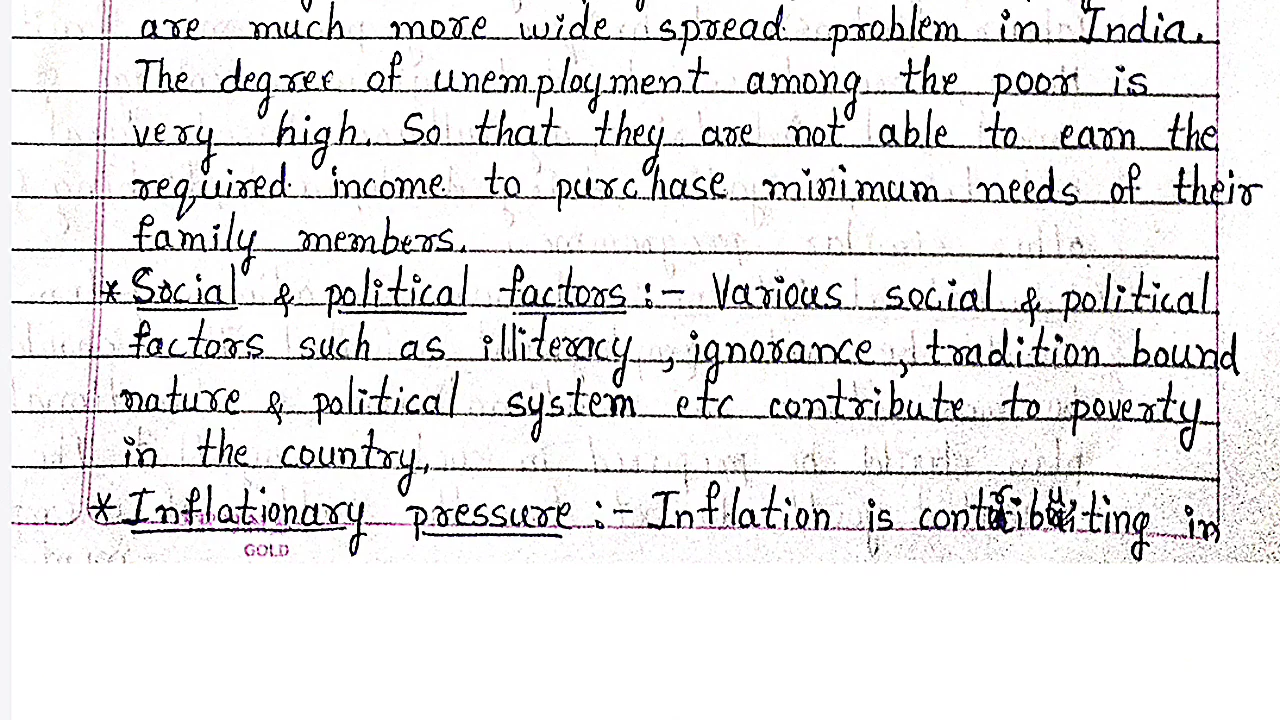 are much more wide spread problem in India.
The degree of unemployment among the poor is
very high. So that they are not able to earn the
required income to purchase minimum needs of their
family members.
* Social & political factors :- Various social & political
factors such as illiteracy, ignorance, tradition bound
nature & political system etc contribute to poverty
in the country.
* Inflationary pressure :- Inflation is contributing in
GOLD